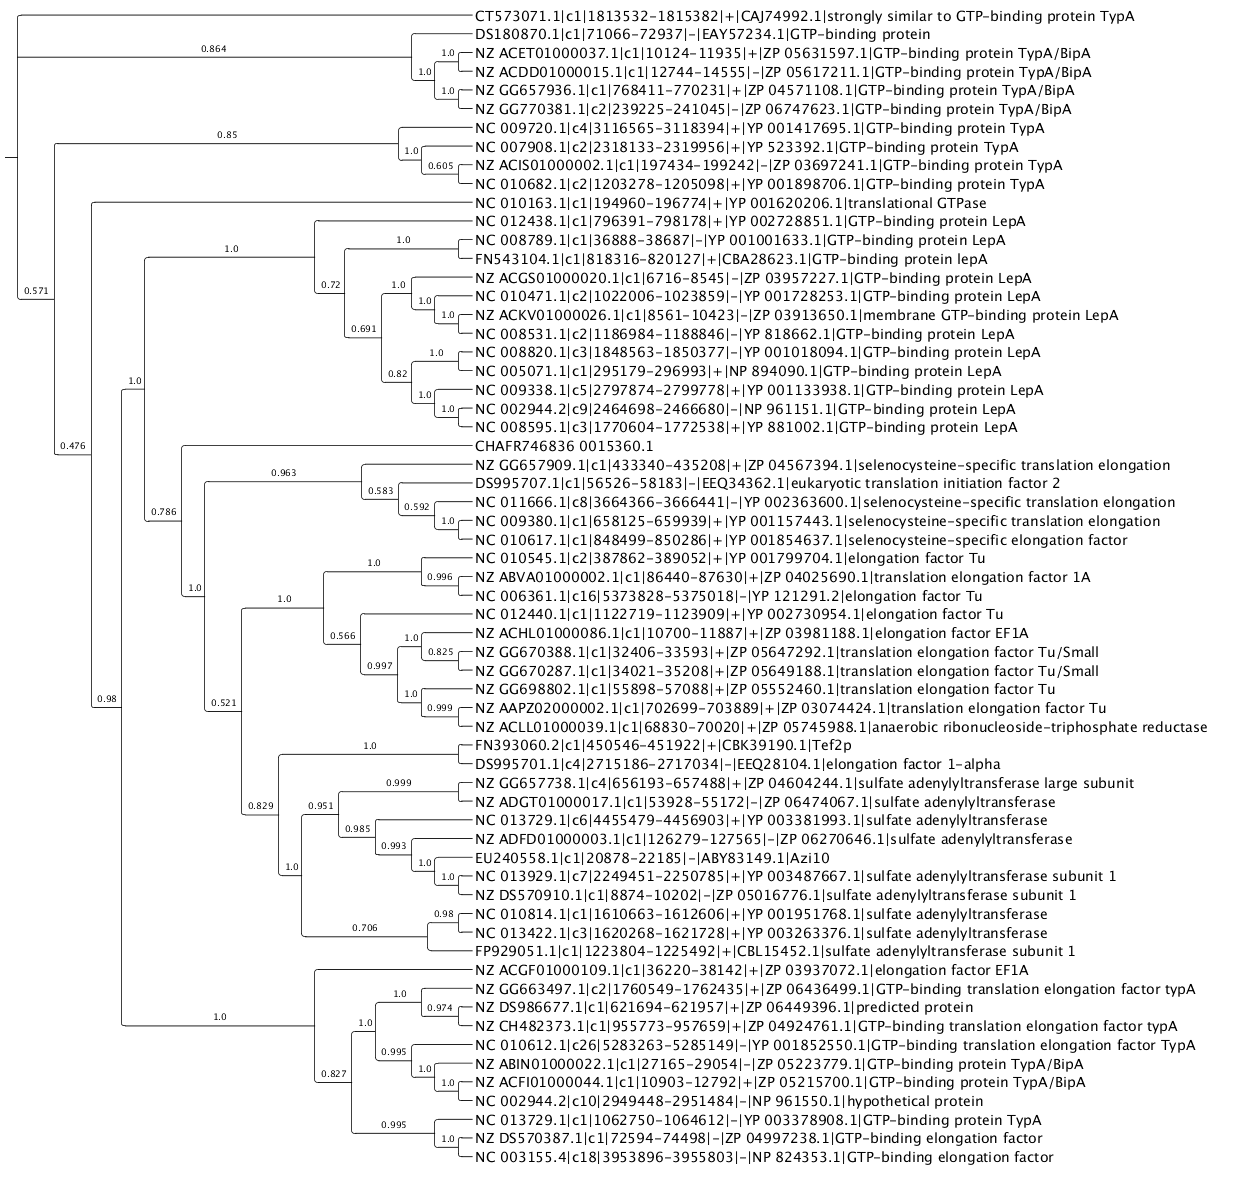 CT573071.1|c1|1813532-1815382|+|CAJ74992.1|strongly similar to GTP-binding protein TypA
DS180870.1|c1|71066-72937|-|EAY57234.1|GTP-binding protein
0.864
1.0
NZ ACET01000037.1|c1|10124-11935|+|ZP 05631597.1|GTP-binding protein TypA/BipA
1.0
NZ ACDD01000015.1|c1|12744-14555|-|ZP 05617211.1|GTP-binding protein TypA/BipA
1.0
NZ GG657936.1|c1|768411-770231|+|ZP 04571108.1|GTP-binding protein TypA/BipA
NZ GG770381.1|c2|239225-241045|-|ZP 06747623.1|GTP-binding protein TypA/BipA
NC 009720.1|c4|3116565-3118394|+|YP 001417695.1|GTP-binding protein TypA
0.85
1.0
NC 007908.1|c2|2318133-2319956|+|YP 523392.1|GTP-binding protein TypA
0.605
NZ ACIS01000002.1|c1|197434-199242|-|ZP 03697241.1|GTP-binding protein TypA
NC 010682.1|c2|1203278-1205098|+|YP 001898706.1|GTP-binding protein TypA
NC 010163.1|c1|194960-196774|+|YP 001620206.1|translational GTPase
NC 012438.1|c1|796391-798178|+|YP 002728851.1|GTP-binding protein LepA
1.0
1.0
NC 008789.1|c1|36888-38687|-|YP 001001633.1|GTP-binding protein LepA
FN543104.1|c1|818316-820127|+|CBA28623.1|GTP-binding protein lepA
0.571
0.72
1.0
NZ ACGS01000020.1|c1|6716-8545|-|ZP 03957227.1|GTP-binding protein LepA
1.0
NC 010471.1|c2|1022006-1023859|-|YP 001728253.1|GTP-binding protein LepA
1.0
NZ ACKV01000026.1|c1|8561-10423|-|ZP 03913650.1|membrane GTP-binding protein LepA
0.691
NC 008531.1|c2|1186984-1188846|-|YP 818662.1|GTP-binding protein LepA
1.0
NC 008820.1|c3|1848563-1850377|-|YP 001018094.1|GTP-binding protein LepA
0.82
NC 005071.1|c1|295179-296993|+|NP 894090.1|GTP-binding protein LepA
1.0
1.0
NC 009338.1|c5|2797874-2799778|+|YP 001133938.1|GTP-binding protein LepA
1.0
NC 002944.2|c9|2464698-2466680|-|NP 961151.1|GTP-binding protein LepA
NC 008595.1|c3|1770604-1772538|+|YP 881002.1|GTP-binding protein LepA
0.476
CHAFR746836 0015360.1
NZ GG657909.1|c1|433340-435208|+|ZP 04567394.1|selenocysteine-specific translation elongation
0.963
0.583
DS995707.1|c1|56526-58183|-|EEQ34362.1|eukaryotic translation initiation factor 2
0.592
NC 011666.1|c8|3664366-3666441|-|YP 002363600.1|selenocysteine-specific translation elongation
0.786
1.0
NC 009380.1|c1|658125-659939|+|YP 001157443.1|selenocysteine-specific translation elongation
NC 010617.1|c1|848499-850286|+|YP 001854637.1|selenocysteine-specific elongation factor
NC 010545.1|c2|387862-389052|+|YP 001799704.1|elongation factor Tu
1.0
0.996
NZ ABVA01000002.1|c1|86440-87630|+|ZP 04025690.1|translation elongation factor 1A
NC 006361.1|c16|5373828-5375018|-|YP 121291.2|elongation factor Tu
1.0
1.0
NC 012440.1|c1|1122719-1123909|+|YP 002730954.1|elongation factor Tu
0.566
1.0
NZ ACHL01000086.1|c1|10700-11887|+|ZP 03981188.1|elongation factor EF1A
0.825
NZ GG670388.1|c1|32406-33593|+|ZP 05647292.1|translation elongation factor Tu/Small
0.997
NZ GG670287.1|c1|34021-35208|+|ZP 05649188.1|translation elongation factor Tu/Small
1.0
NZ GG698802.1|c1|55898-57088|+|ZP 05552460.1|translation elongation factor Tu
0.98
0.521
0.999
NZ AAPZ02000002.1|c1|702699-703889|+|ZP 03074424.1|translation elongation factor Tu
NZ ACLL01000039.1|c1|68830-70020|+|ZP 05745988.1|anaerobic ribonucleoside-triphosphate reductase
1.0
FN393060.2|c1|450546-451922|+|CBK39190.1|Tef2p
DS995701.1|c4|2715186-2717034|-|EEQ28104.1|elongation factor 1-alpha
0.999
NZ GG657738.1|c4|656193-657488|+|ZP 04604244.1|sulfate adenylyltransferase large subunit
0.829
0.951
NZ ADGT01000017.1|c1|53928-55172|-|ZP 06474067.1|sulfate adenylyltransferase
NC 013729.1|c6|4455479-4456903|+|YP 003381993.1|sulfate adenylyltransferase
0.985
0.993
NZ ADFD01000003.1|c1|126279-127565|-|ZP 06270646.1|sulfate adenylyltransferase
1.0
1.0
EU240558.1|c1|20878-22185|-|ABY83149.1|Azi10
1.0
NC 013929.1|c7|2249451-2250785|+|YP 003487667.1|sulfate adenylyltransferase subunit 1
NZ DS570910.1|c1|8874-10202|-|ZP 05016776.1|sulfate adenylyltransferase subunit 1
0.98
NC 010814.1|c1|1610663-1612606|+|YP 001951768.1|sulfate adenylyltransferase
0.706
NC 013422.1|c3|1620268-1621728|+|YP 003263376.1|sulfate adenylyltransferase
FP929051.1|c1|1223804-1225492|+|CBL15452.1|sulfate adenylyltransferase subunit 1
NZ ACGF01000109.1|c1|36220-38142|+|ZP 03937072.1|elongation factor EF1A
1.0
NZ GG663497.1|c2|1760549-1762435|+|ZP 06436499.1|GTP-binding translation elongation factor typA
0.974
NZ DS986677.1|c1|621694-621957|+|ZP 06449396.1|predicted protein
1.0
1.0
NZ CH482373.1|c1|955773-957659|+|ZP 04924761.1|GTP-binding translation elongation factor typA
0.995
NC 010612.1|c26|5283263-5285149|-|YP 001852550.1|GTP-binding translation elongation factor TypA
1.0
NZ ABIN01000022.1|c1|27165-29054|-|ZP 05223779.1|GTP-binding protein TypA/BipA
0.827
1.0
NZ ACFI01000044.1|c1|10903-12792|+|ZP 05215700.1|GTP-binding protein TypA/BipA
NC 002944.2|c10|2949448-2951484|-|NP 961550.1|hypothetical protein
0.995
NC 013729.1|c1|1062750-1064612|-|YP 003378908.1|GTP-binding protein TypA
1.0
NZ DS570387.1|c1|72594-74498|-|ZP 04997238.1|GTP-binding elongation factor
NC 003155.4|c18|3953896-3955803|-|NP 824353.1|GTP-binding elongation factor